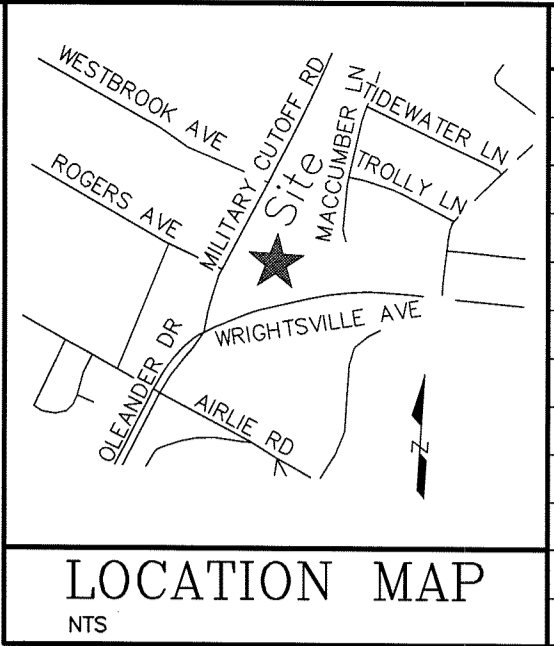 WESTBROOK AVE
MILITARY CUTOFF RD
MACCUMBER LN
TIDEWATER LN
ROGERS AVE
Site
TROLLY LN
WRIGHTSVILLE AVE
OLEANDER DR
AIRLIE RD
N
LOCATION MAP
NTS